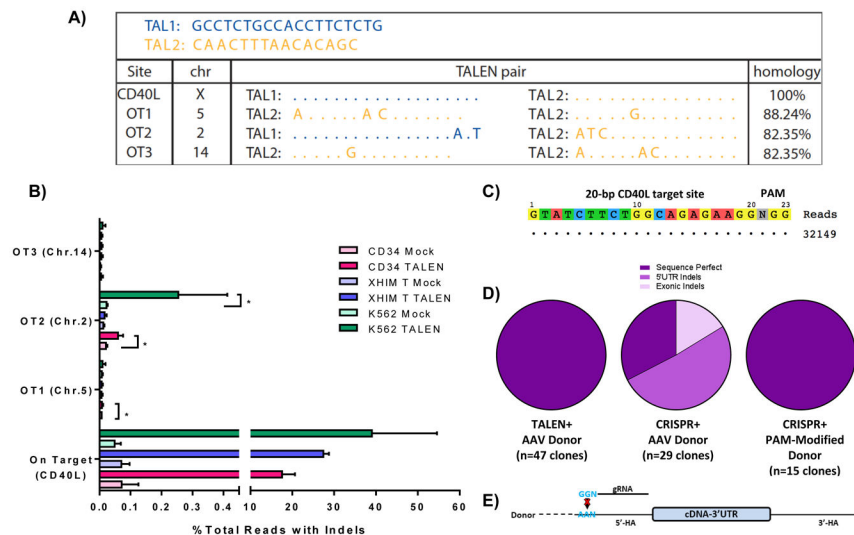 A)
TAL1: GCCTCTGCCACCTTCTCTG
TAL2: CAACTTTAACACAGC
Site chr TALEN pair homology
CD40L X TAL1: . . . . . . . . . . . . . . . . . . . TAL2: . . . . . . . . . . . . . . . 100%
OT1 5 TAL2: A . . . . . . A C . . . . . . . TAL2: . . . . . . G . . . . . . . . . 88.24%
OT2 2 TAL1: . . . . . . . . . . . . . . . . . A . T TAL2: A T C . . . . . . . . . . . . . 82.35%
OT3 14 TAL2: . . . . . G . . . . . . . . . . TAL2: A . . . . . . A C . . . . . . . 82.35%
B)
OT3 (Chr.14)
OT2 (Chr.2)
OT1 (Chr.5)
On Target
(CD40L)
*
*
*
CD34 Mock
CD34 TALEN
XHIM T Mock
XHIM T TALEN
K562 Mock
K562 TALEN
0.0 0.1 0.2 0.3 0.4 10 20 30 40 50 60
%Total Reads with Indels
C)
20-bp CD40L target site PAM
1 10 20 23
G T A T C T T C T G G C A G A G A A G G N G G Reads
. . . . . . . . . . . . . . . . . . . . . . . 32149
D)
Sequence Perfect
5'UTR Indels
Exonic Indels
TALEN+
AAV Donor
(n=47 clones)
CRISPR+
AAV Donor
(n=29 clones)
CRISPR+
PAM-Modified
Donor
(n=15 clones)
E)
GGN gRNA
Donor AAN cDNA-3'UTR
5'-HA 3'-HA